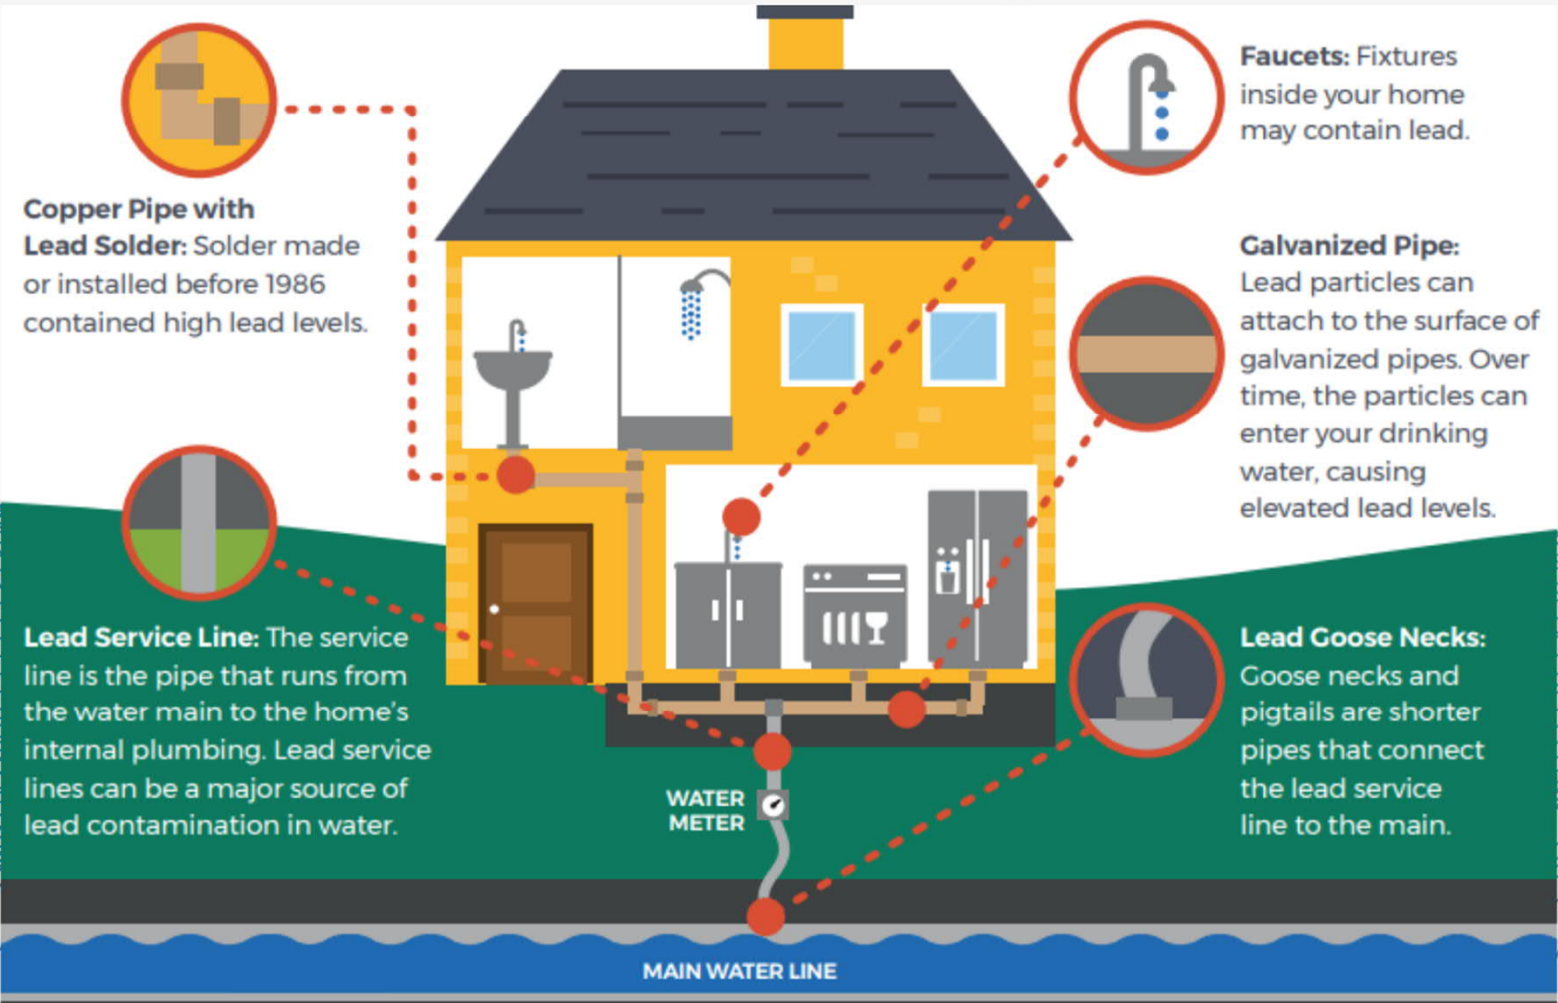 Copper Pipe with
Lead Solder: Solder made
or installed before 1986
contained high lead levels.
Lead Service Line: The service
line is the pipe that runs from
the water main to the home's
internal plumbing. Lead service
lines can be a major source of
lead contamination in water.
Faucets: Fixtures
inside your home
may contain lead.
Galvanized Pipe:
Lead particles can
attach to the surface of
galvanized pipes. Over
time, the particles can
enter your drinking
water, causing
elevated lead levels.
Lead Goose Necks:
Goose necks and
pigtails are shorter
pipes that connect
the lead service
line to the main.
WATER
METER
MAIN WATER LINE